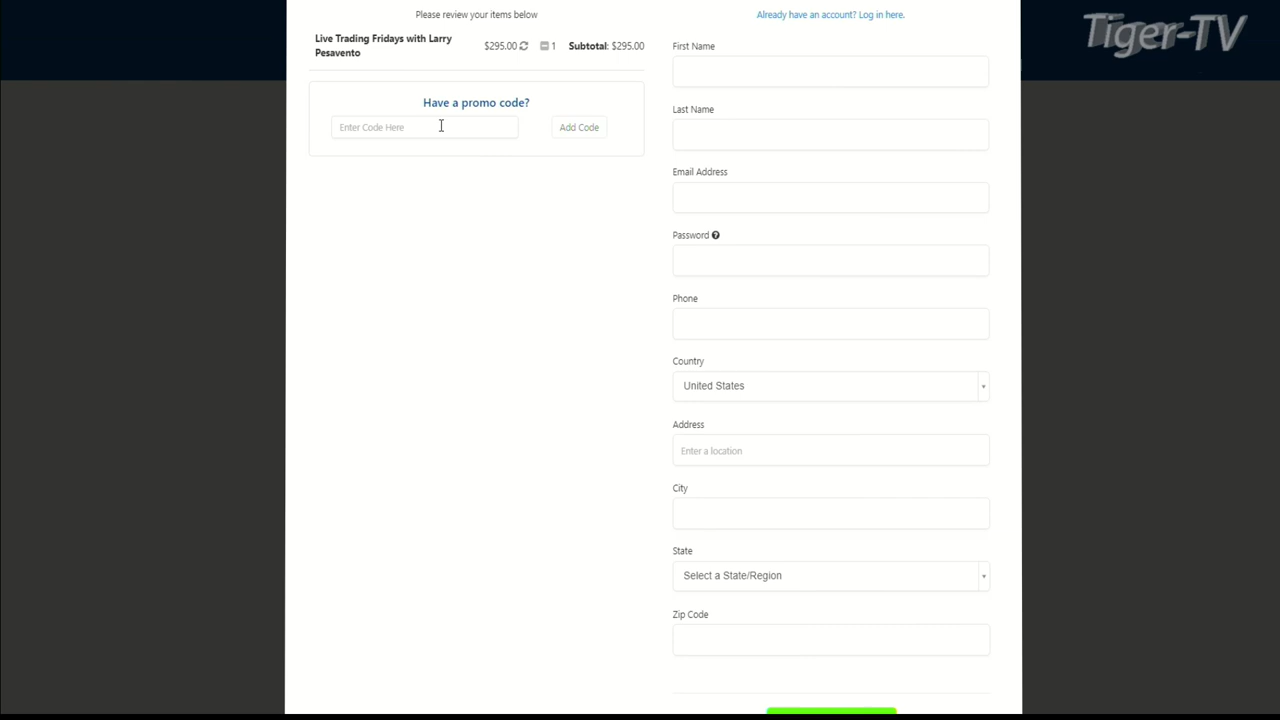 Please review your items below
Live Trading Fridays with Larry
Pesavento
$295.00 1 Subtotal: $295.00
Have a promo code?
Enter Code Here
Add Code
Already have an account? Log in here.
First Name
Last Name
Email Address
Password
Phone
Country
United States
Address
Enter a location
City
State
Select a State/Region
Zip Code
Tiger-TV